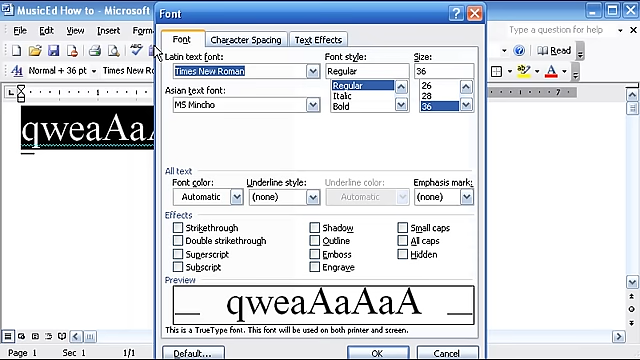 MusicEd How to - Microsoft
Font
File Edit View Insert Format
Type a question for help
Read
Normal + 36 pt Times New Ro
Font Character Spacing Text Effects
Latin text font: Font style: Size:
Times New Roman Regular 36
Regular 26
Italic 28
Bold 36
Asian text font:
MS Mincho
All text
Font color: Underline style: Underline color: Emphasis mark:
Automatic (none) Automatic (none)
Effects
Strikethrough Shadow Small caps
Double strikethrough Outline All caps
Superscript Emboss Hidden
Subscript Engrave
Preview
qweaAaAaA
This is a TrueType font. This font will be used on both printer and screen.
Default... OK Cancel
qweaAa
Page 1 Sec 1 1/1
7